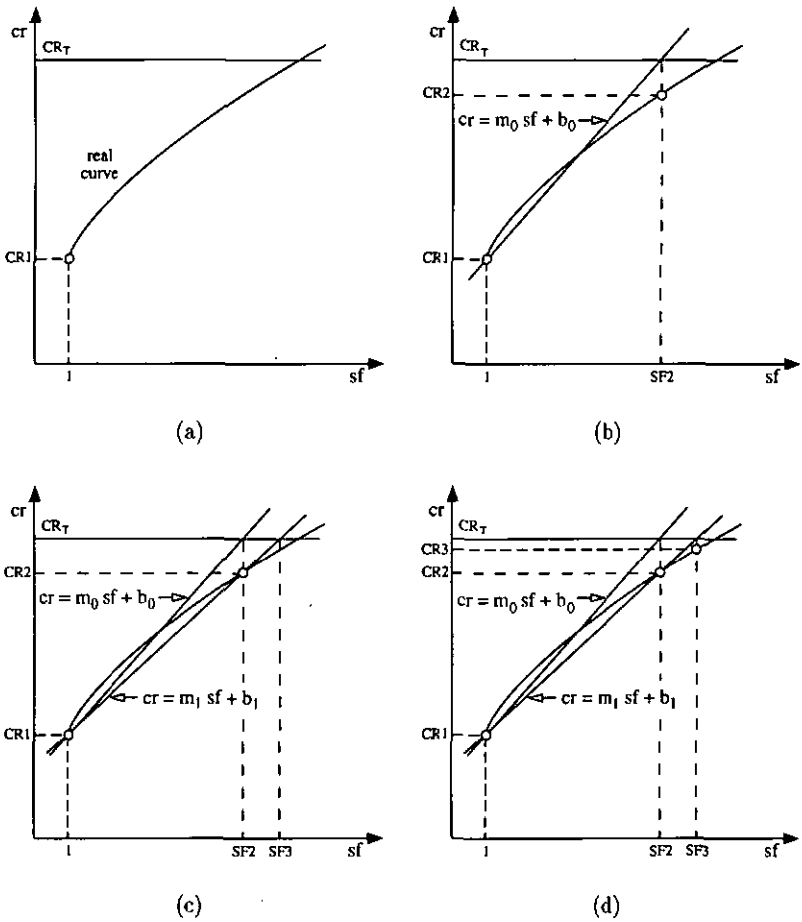 cr
CR_T
real
curve
CR1
1
sf
(a)
cr
CR_T
CR2
cr = m_0 sf + b_0
CR1
1
SF2
sf
(b)
cr
CR_T
CR2
cr = m_0 sf + b_0
cr = m_1 sf + b_1
CR1
1
SF2
SF3
sf
(c)
cr
CR_T
CR3
CR2
cr = m_0 sf + b_0
cr = m_1 sf + b_1
CR1
1
SF2
SF3
sf
(d)